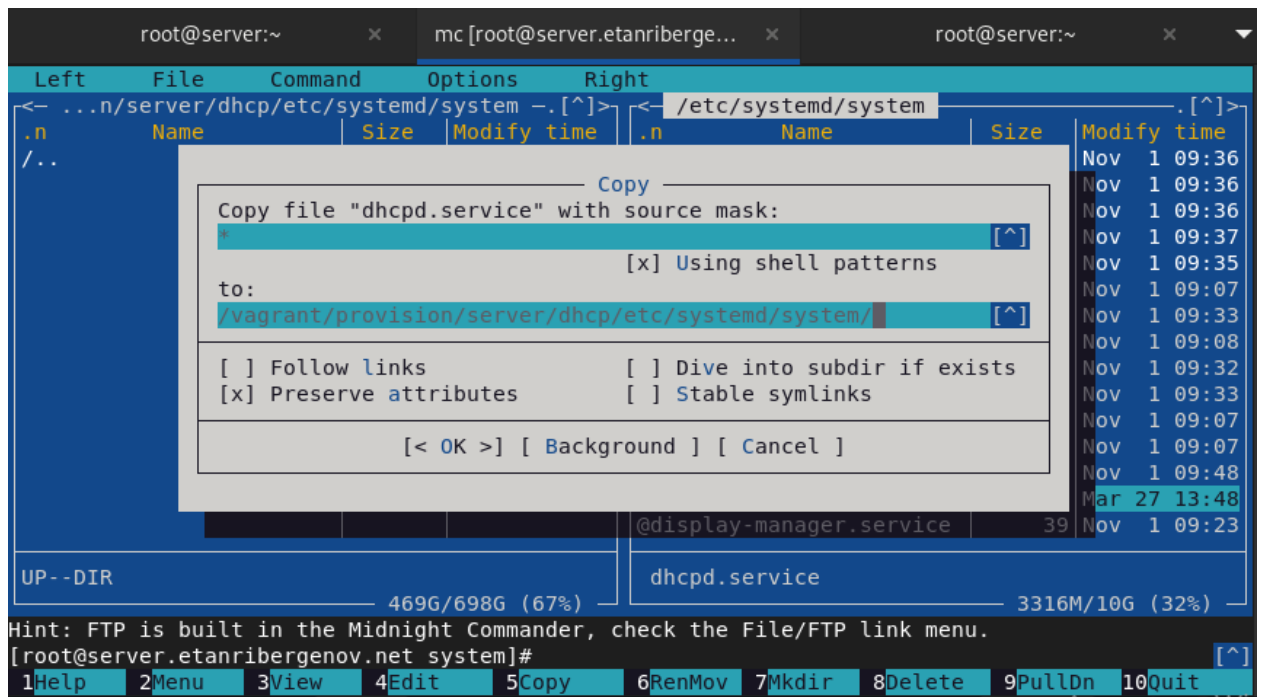 root@server:~ × mc [root@server.etanriberge... × root@server:~ ×
Left File Command Options Right
<— ...n/server/dhcp/etc/systemd/system —.[^]> <— /etc/systemd/system —.[^]>
.n Name Size Modify time .n Name Size Modify time
/.. Nov 1 09:36
Copy Nov 1 09:36
Copy file "dhcpd.service" with source mask: Nov 1 09:36
* [^] Nov 1 09:37
[x] Using shell patterns Nov 1 09:35
to: Nov 1 09:07
/vagrant/provision/server/dhcp/etc/systemd/system/ [^] Nov 1 09:33
Nov 1 09:08
[ ] Follow links [ ] Dive into subdir if exists Nov 1 09:32
[x] Preserve attributes [ ] Stable symlinks Nov 1 09:33
Nov 1 09:07
[< OK >] [ Background ] [ Cancel ] Nov 1 09:07
Nov 1 09:48
Mar 27 13:48
@display-manager.service 39 Nov 1 09:23
UP--DIR dhcpd.service
469G/698G (67%) 3316M/10G (32%)
Hint: FTP is built in the Midnight Commander, check the File/FTP link menu.
[root@server.etanribergenov.net system]# [^]
1Help 2Menu 3View 4Edit 5Copy 6RenMov 7Mkdir 8Delete 9PullDn 10Quit